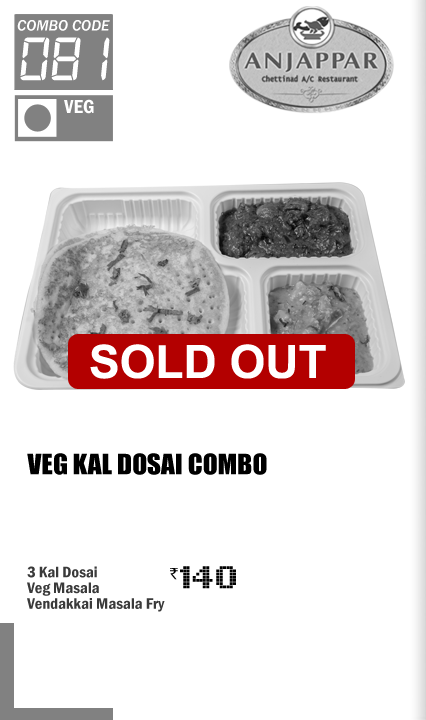 COMBO CODE
081
VEG
ANJAPPAR
Chettinad A/C Restaurant
SOLD OUT
VEG KAL DOSAI COMBO
3 Kal Dosai
Veg Masala
Vendakkai Masala Fry
₹140